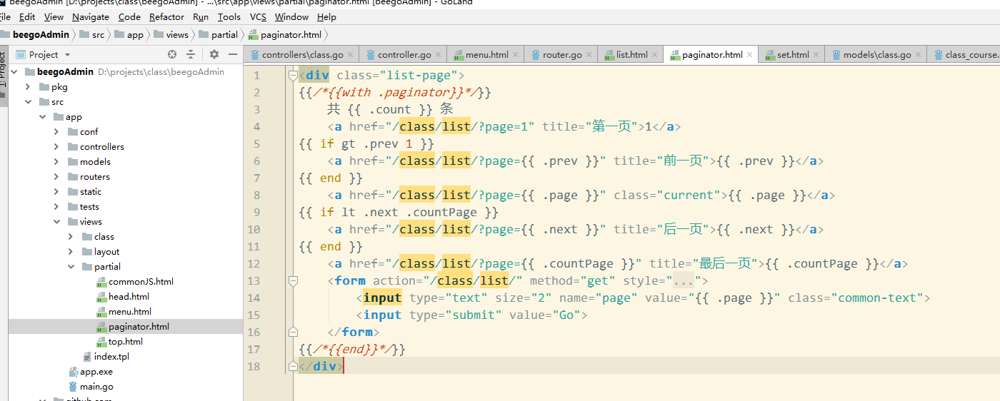 beegoAdmin [D:\projects\class\beegoAdmin] - ...\src\app\views\partial\paginator.html [beegoAdmin] - GoLand
File Edit View Navigate Code Refactor Run Tools VCS Window Help
beegoAdmin src app views partial paginator.html
1: Project
Project
controllers\class.go controller.go menu.html router.go list.html paginator.html set.html models\class.go class_course.
beegoAdmin D:\projects\class\beegoAdmin
pkg
src
app
conf
controllers
models
routers
static
tests
views
class
layout
partial
commonJS.html
head.html
menu.html
paginator.html
top.html
index.tpl
app.exe
main.go
github.com
1 <div class="list-page">
2 {{/*{{with .paginator}}*/}}
3 共 {{ .count }} 条
4 <a href="/class/list/?page=1" title="第一页">1</a>
5 {{ if gt .prev 1 }}
6 <a href="/class/list/?page={{ .prev }}" title="前一页">{{ .prev }}</a>
7 {{ end }}
8 <a href="/class/list/?page={{ .page }}" class="current">{{ .page }}</a>
9 {{ if lt .next .countPage }}
10 <a href="/class/list/?page={{ .next }}" title="后一页">{{ .next }}</a>
11 {{ end }}
12 <a href="/class/list/?page={{ .countPage }}" title="最后一页">{{ .countPage }}</a>
13 <form action="/class/list/" method="get" style="...">
14 <input type="text" size="2" name="page" value="{{ .page }}" class="common-text">
15 <input type="submit" value="Go">
16 </form>
17 {{/*{{end}}*/}}
18 </div>